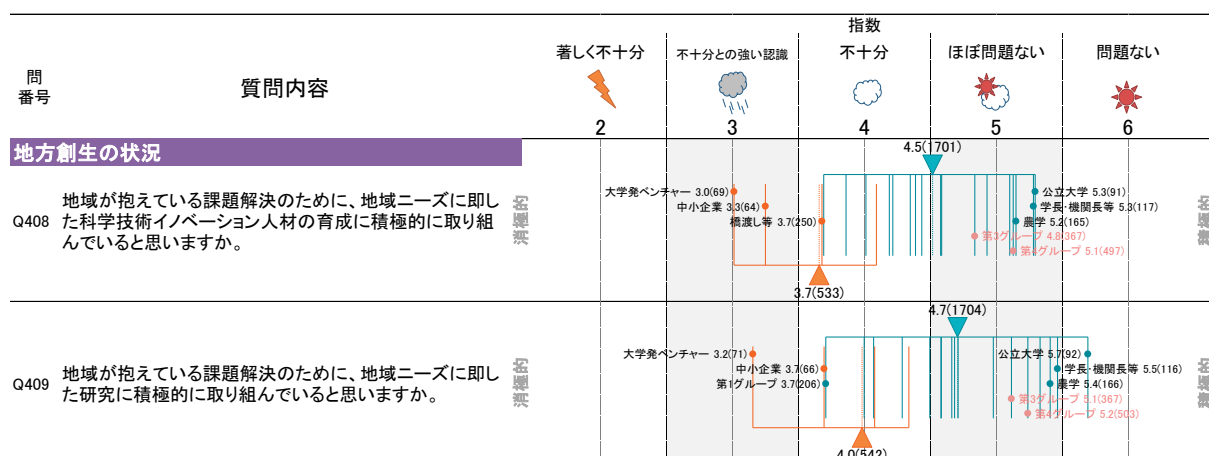 指数
著しく不十分 不十分との強い認識 不十分 ほぼ問題ない 問題ない
問
番号
質問内容
2 3 4 5 6
地方創生の状況
4.5(1701)
Q408
地域が抱えている課題解決のために、地域ニーズに即し
た科学技術イノベーション人材の育成に積極的に取り組
んでいると思いますか。
消極的
大学発ベンチャー 3.0(69)
中小企業 3.3(64)
橋渡し等 3.7(250)
公立大学 5.3(91)
学長・機関長等 5.3(117)
農学 5.2(165)
第3グループ 4.8(367)
第4グループ 5.1(497)
積極的
3.7(533)
4.7(1704)
Q409
地域が抱えている課題解決のために、地域ニーズに即し
た研究に積極的に取り組んでいると思いますか。
消極的
大学発ベンチャー 3.2(71)
中小企業 3.7(66)
第1グループ 3.7(206)
公立大学 5.7(92)
学長・機関長等 5.5(116)
農学 5.4(166)
第3グループ 5.1(367)
第4グループ 5.2(503)
積極的
4.0(542)